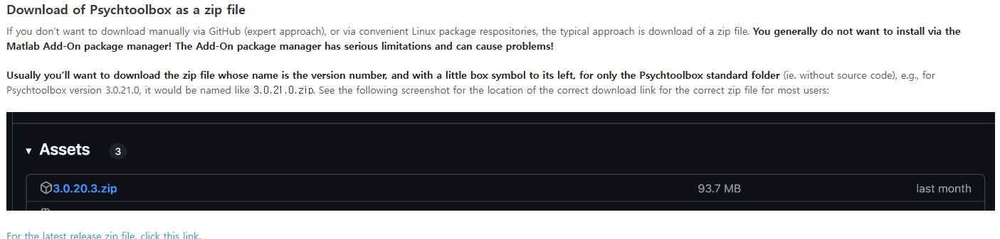 Download of Psychtoolbox as a zip file
If you don’t want to download manually via GitHub (expert approach), or via convenient Linux package respositories, the typical approach is download of a zip file. You generally do not want to install via the
Matlab Add-On package manager! The Add-On package manager has serious limitations and can cause problems!
Usually you’ll want to download the zip file whose name is the version number, and with a little box symbol to its left, for only the Psychtoolbox standard folder (ie. without source code), e.g., for
Psychtoolbox version 3.0.21.0, it would be named like 3.0.21.0.zip. See the following screenshot for the location of the correct download link for the correct zip file for most users:
Assets 3
3.0.20.3.zip 93.7 MB last month
For the latest release zip file, click this link.